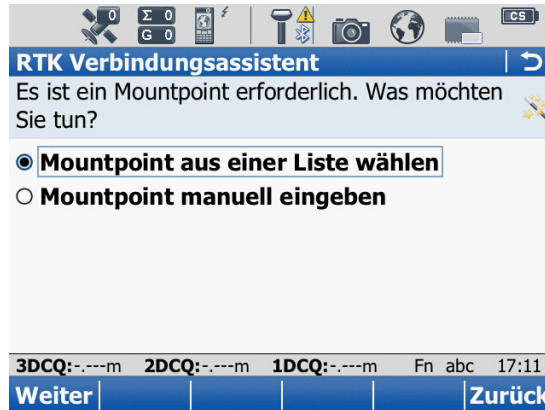 0
Σ 0
G 0
CS
RTK Verbindungsassistent
Es ist ein Mountpoint erforderlich. Was möchten
Sie tun?
Mountpoint aus einer Liste wählen
Mountpoint manuell eingeben
3DCQ:-.---m 2DCQ:-.---m 1DCQ:-.---m Fn abc 17:11
Weiter Zurück